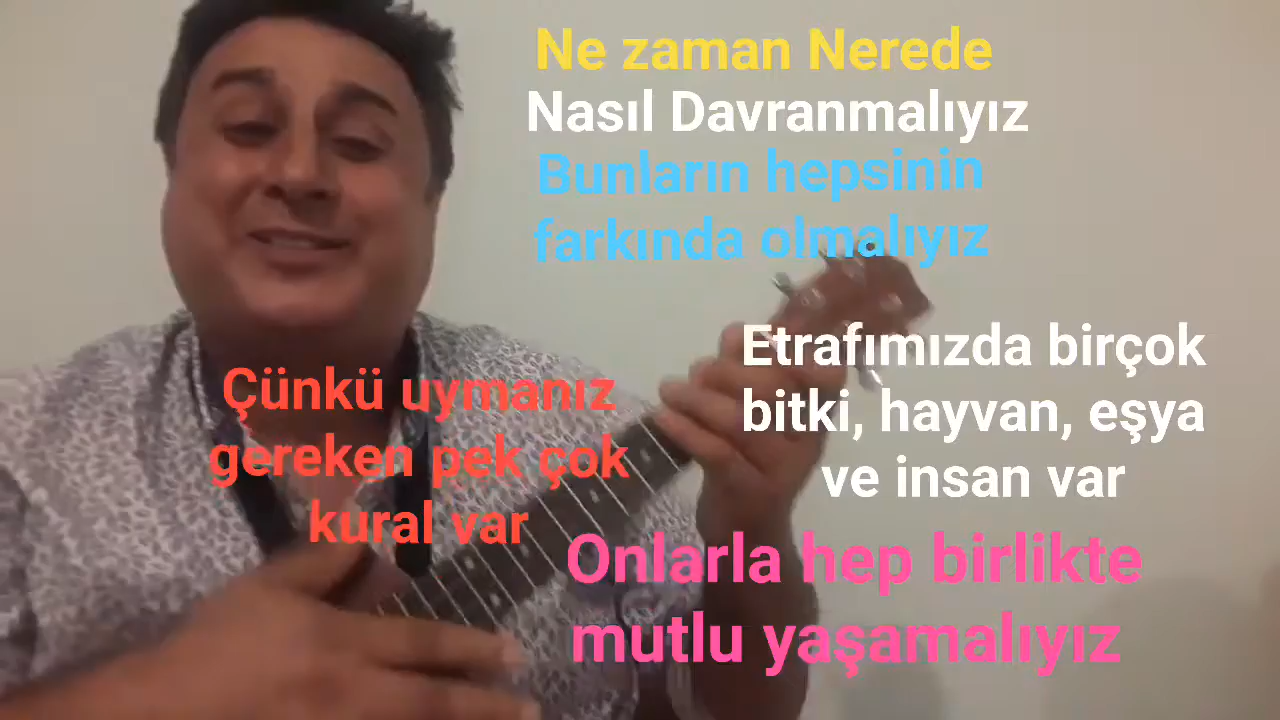 Ne zaman Nerede
Nasıl Davranmalıyız
Bunların hepsinin
farkında olmalıyız
Çünkü uymanız
gereken pek çok
kural var
Etrafımızda birçok
bitki, hayvan, eşya
ve insan var
Onlarla hep birlikte
mutlu yaşamalıyız